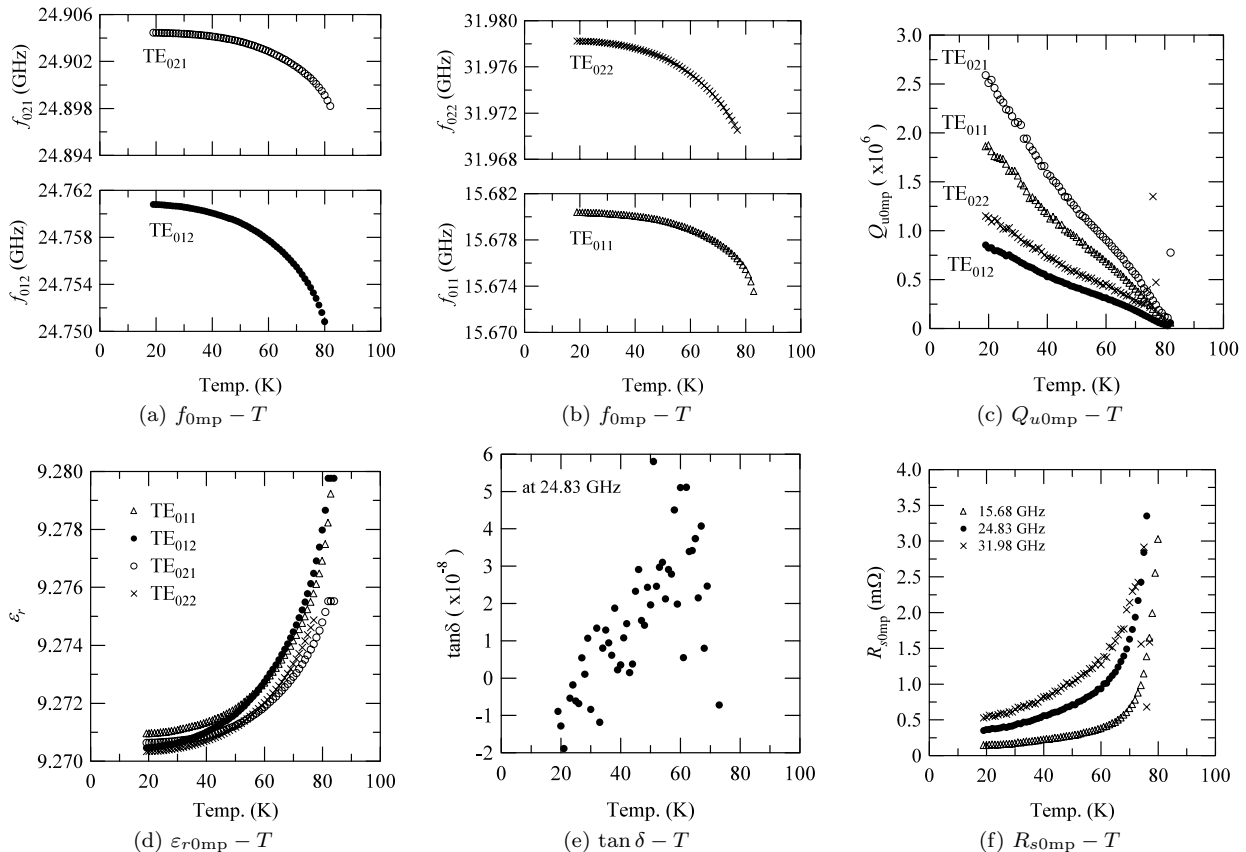 24.906
24.902
24.898
24.894
f021 (GHz)
TE021
24.762
24.758
24.754
24.750
f012 (GHz)
TE012
0 20 40 60 80 100
Temp. (K)
(a) f0mp − T
31.980
31.976
31.972
31.968
f022 (GHz)
TE022
15.682
15.678
15.674
15.670
f011 (GHz)
TE011
0 20 40 60 80 100
Temp. (K)
(b) f0mp − T
3.0
2.5
2.0
1.5
1.0
0.5
0
Qu0mp ( x10⁶)
TE021
TE011
TE022
TE012
0 20 40 60 80 100
Temp. (K)
(c) Qu0mp − T
9.280
9.278
9.276
9.274
9.272
9.270
εr
TE011
TE012
TE021
TE022
0 20 40 60 80 100
Temp. (K)
(d) εr0mp − T
6
5
4
3
2
1
0
-1
-2
tanδ ( x10⁻⁸)
at 24.83 GHz
0 20 40 60 80 100
Temp. (K)
(e) tan δ − T
4.0
3.5
3.0
2.5
2.0
1.5
1.0
0.5
0
Rs0mp (mΩ)
15.68 GHz
24.83 GHz
31.98 GHz
0 20 40 60 80 100
Temp. (K)
(f) Rs0mp − T